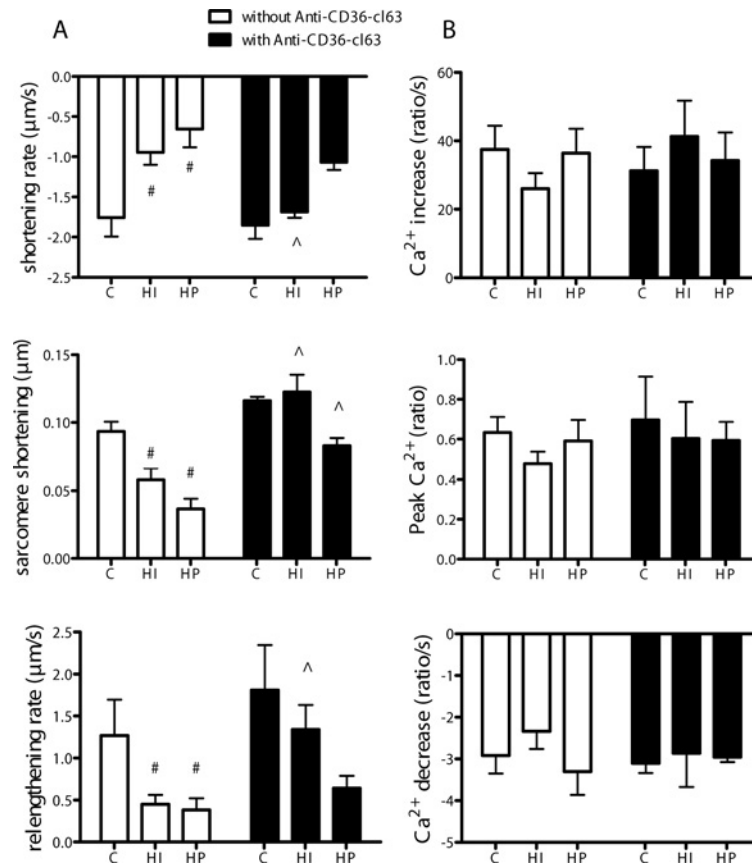 A
without Anti-CD36-cl63
with Anti-CD36-cl63
B
shortening rate (μm/s)
0.0
-0.5
-1.0
-1.5
-2.0
-2.5
# # ^
C HI HP C HI HP
Ca²⁺ increase (ratio/s)
60
40
20
0
C HI HP C HI HP
sarcomere shortening (μm)
0.15
0.10
0.05
0.00
# # ^ ^
C HI HP C HI HP
Peak Ca²⁺ (ratio)
1.0
0.8
0.6
0.4
0.2
0.0
C HI HP C HI HP
relengthening rate (μm/s)
2.5
2.0
1.5
1.0
0.5
0.0
# # ^
C HI HP C HI HP
Ca²⁺ decrease (ratio/s)
-0
-1
-2
-3
-4
-5
C HI HP C HI HP